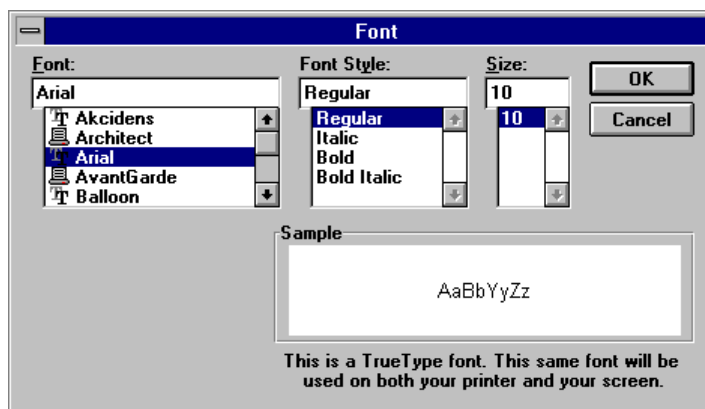 Font
Font:
Arial
Akcidens
Architect
Arial
AvantGarde
Balloon
Font Style:
Regular
Regular
Italic
Bold
Bold Italic
Size:
10
10
OK
Cancel
Sample
AaBbYyZz
This is a TrueType font. This same font will be
used on both your printer and your screen.